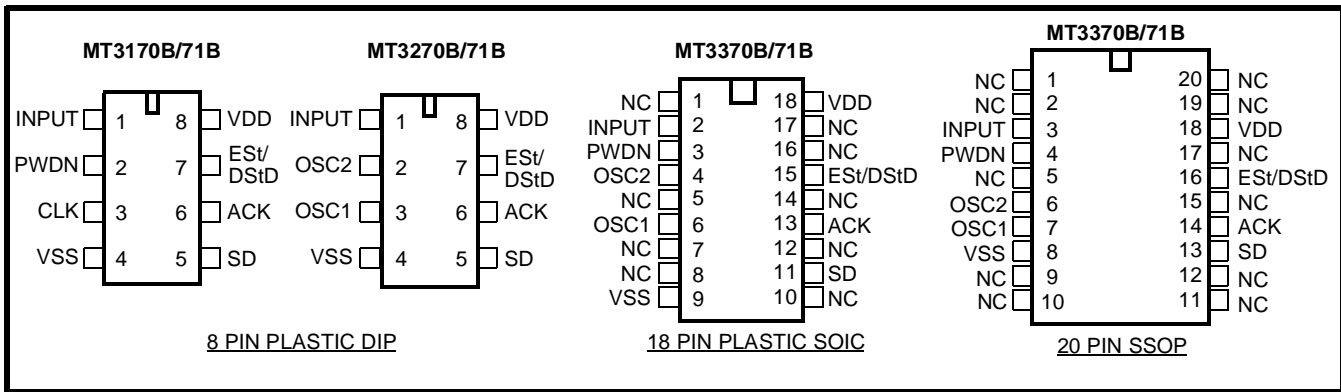 MT3170B/71B
INPUT 1 8 VDD
PWDN 2 7 ESt/
DStD
CLK 3 6 ACK
VSS 4 5 SD
MT3270B/71B
INPUT 1 8 VDD
OSC2 2 7 ESt/
DStD
OSC1 3 6 ACK
VSS 4 5 SD
8 PIN PLASTIC DIP
MT3370B/71B
NC 1 18 VDD
INPUT 2 17 NC
PWDN 3 16 NC
OSC2 4 15 ESt/DStD
NC 5 14 NC
OSC1 6 13 ACK
NC 7 12 NC
NC 8 11 SD
VSS 9 10 NC
18 PIN PLASTIC SOIC
MT3370B/71B
NC 1 20 NC
NC 2 19 NC
INPUT 3 18 VDD
PWDN 4 17 NC
NC 5 16 ESt/DStD
OSC2 6 15 NC
OSC1 7 14 ACK
VSS 8 13 SD
NC 9 12 NC
NC 10 11 NC
20 PIN SSOP